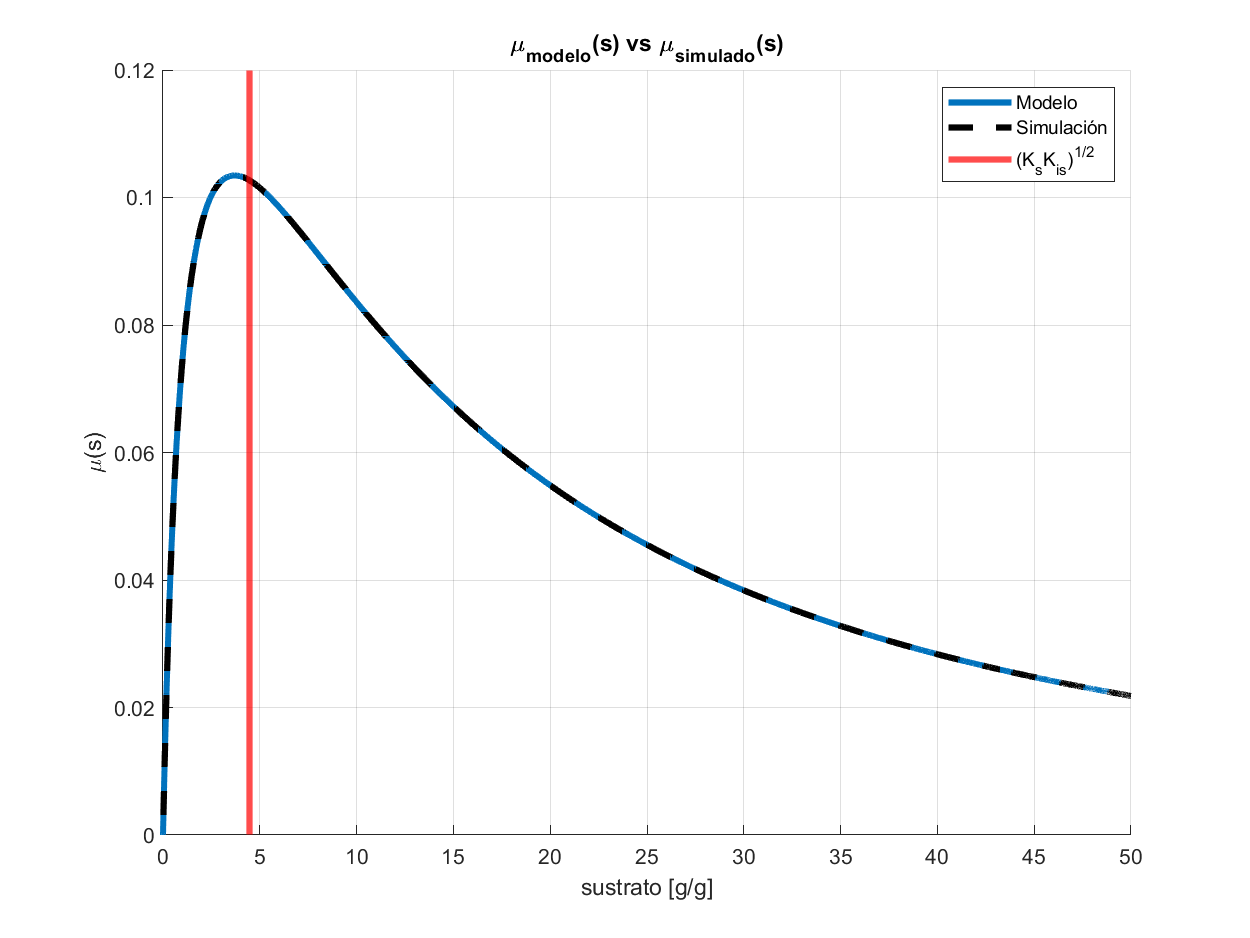 μmodelo(s) vs μsimulado(s)
Modelo
Simulación
(KsKis)1/2
0.12
0.1
0.08
0.06
0.04
0.02
0
μ(s)
0 5 10 15 20 25 30 35 40 45 50
sustrato [g/g]